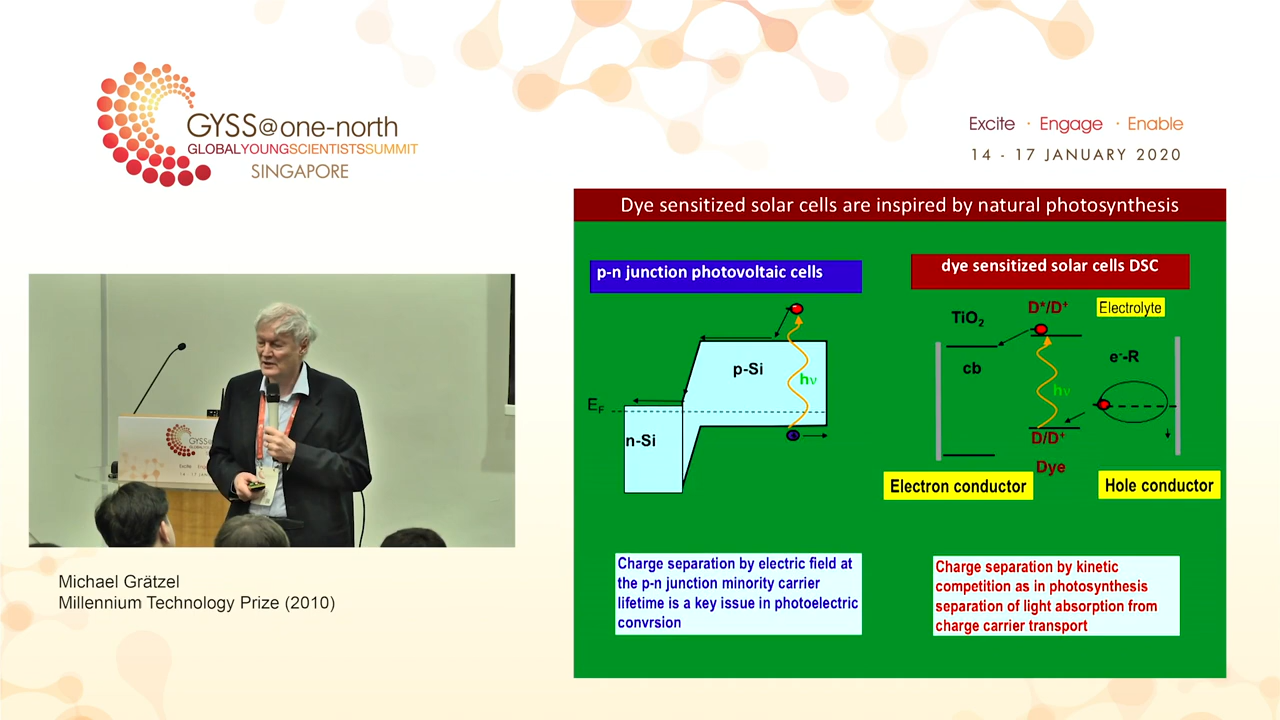 GYSS@one-north
GLOBALYOUNGSCIENTISTSSUMMIT
SINGAPORE
Excite · Engage · Enable
14 - 17 JANUARY 2020
Dye sensitized solar cells are inspired by natural photosynthesis
p-n junction photovoltaic cells
dye sensitized solar cells DSC
p-Si
hν
E_F
n-Si
TiO₂
D*/D⁺
Electrolyte
cb
hν
e⁻-R
D/D⁺
Dye
Electron conductor
Hole conductor
Charge separation by electric field at
the p-n junction minority carrier
lifetime is a key issue in photoelectric
convrsion
Charge separation by kinetic
competition as in photosynthesis
separation of light absorption from
charge carrier transport
GYSS@
Michael Grätzel
Millennium Technology Prize (2010)